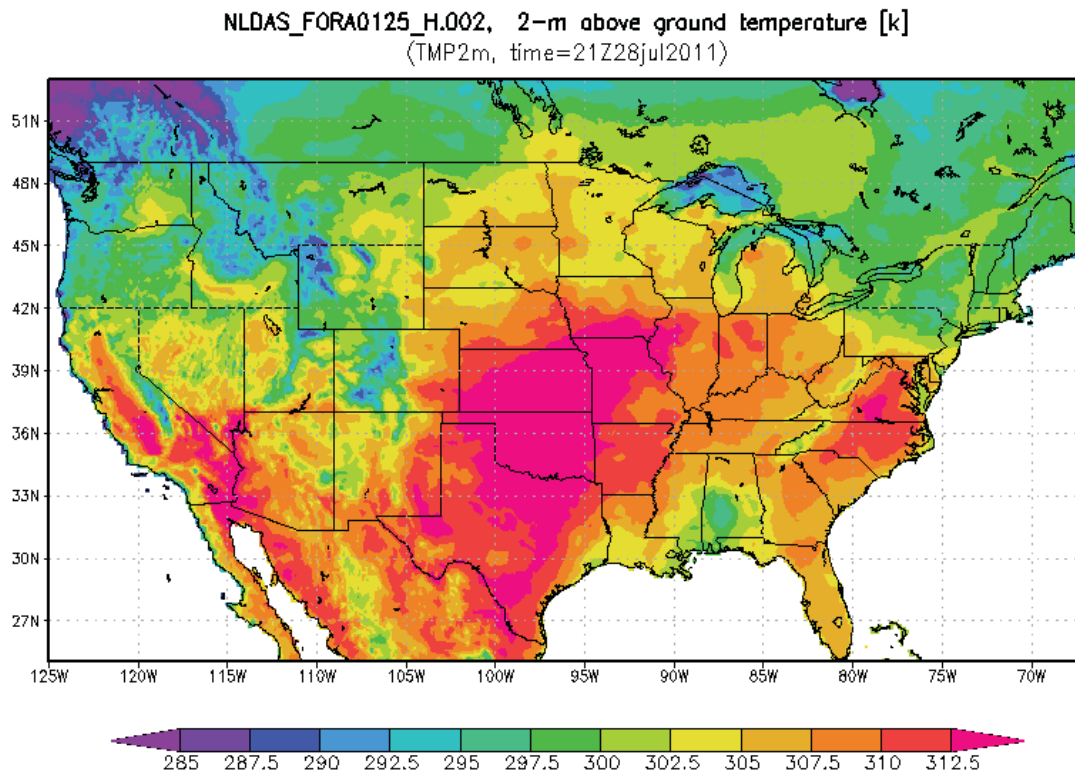 NLDAS_FORA0125_H.002, 2-m above ground temperature [k]
(TMP2m, time=21Z28jul2011)
51N
48N
45N
42N
39N
36N
33N
30N
27N
125W 120W 115W 110W 105W 100W 95W 90W 85W 80W 75W 70W
285 287.5 290 292.5 295 297.5 300 302.5 305 307.5 310 312.5